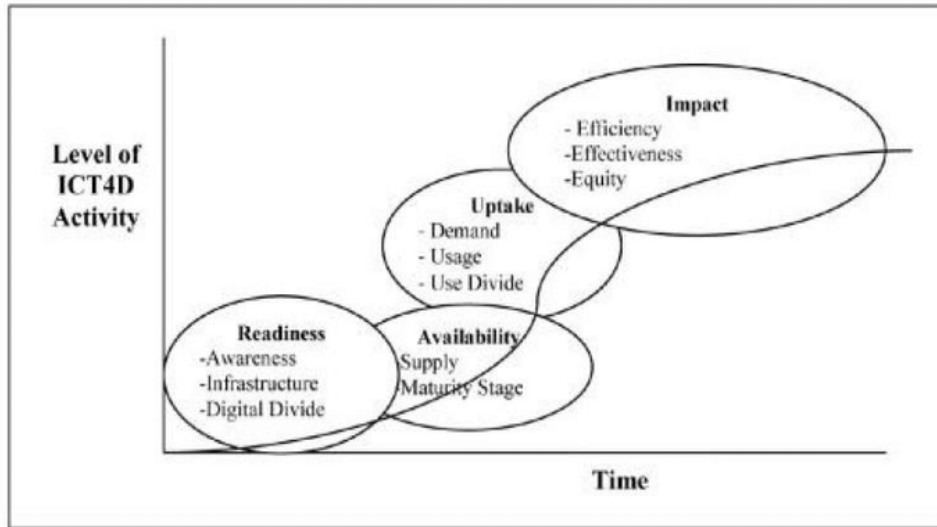 Impact
- Efficiency
-Effectiveness
-Equity
Level of
ICT4D
Activity
Uptake
- Demand
- Usage
- Use Divide
Readiness
-Awareness
-Infrastructure
-Digital Divide
Availability
-Supply
-Maturity Stage
Time